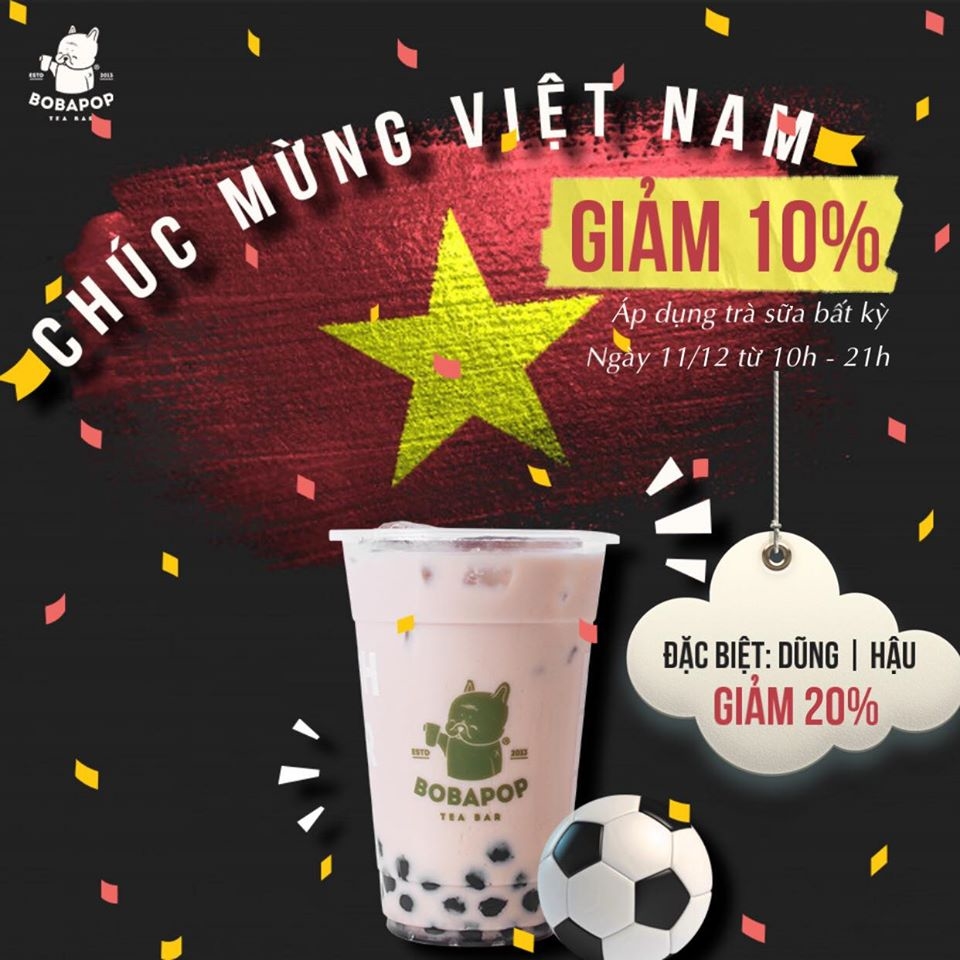 ESTD 2013
BOBAPOP
TEA BAR
CHÚC MỪNG VIỆT NAM
GIẢM 10%
Áp dụng trà sữa bất kỳ
Ngày 11/12 từ 10h - 21h
ĐẶC BIỆT: DŨNG | HẬU
GIẢM 20%
H
ESTD 2013
BOBAPOP
TEA BAR